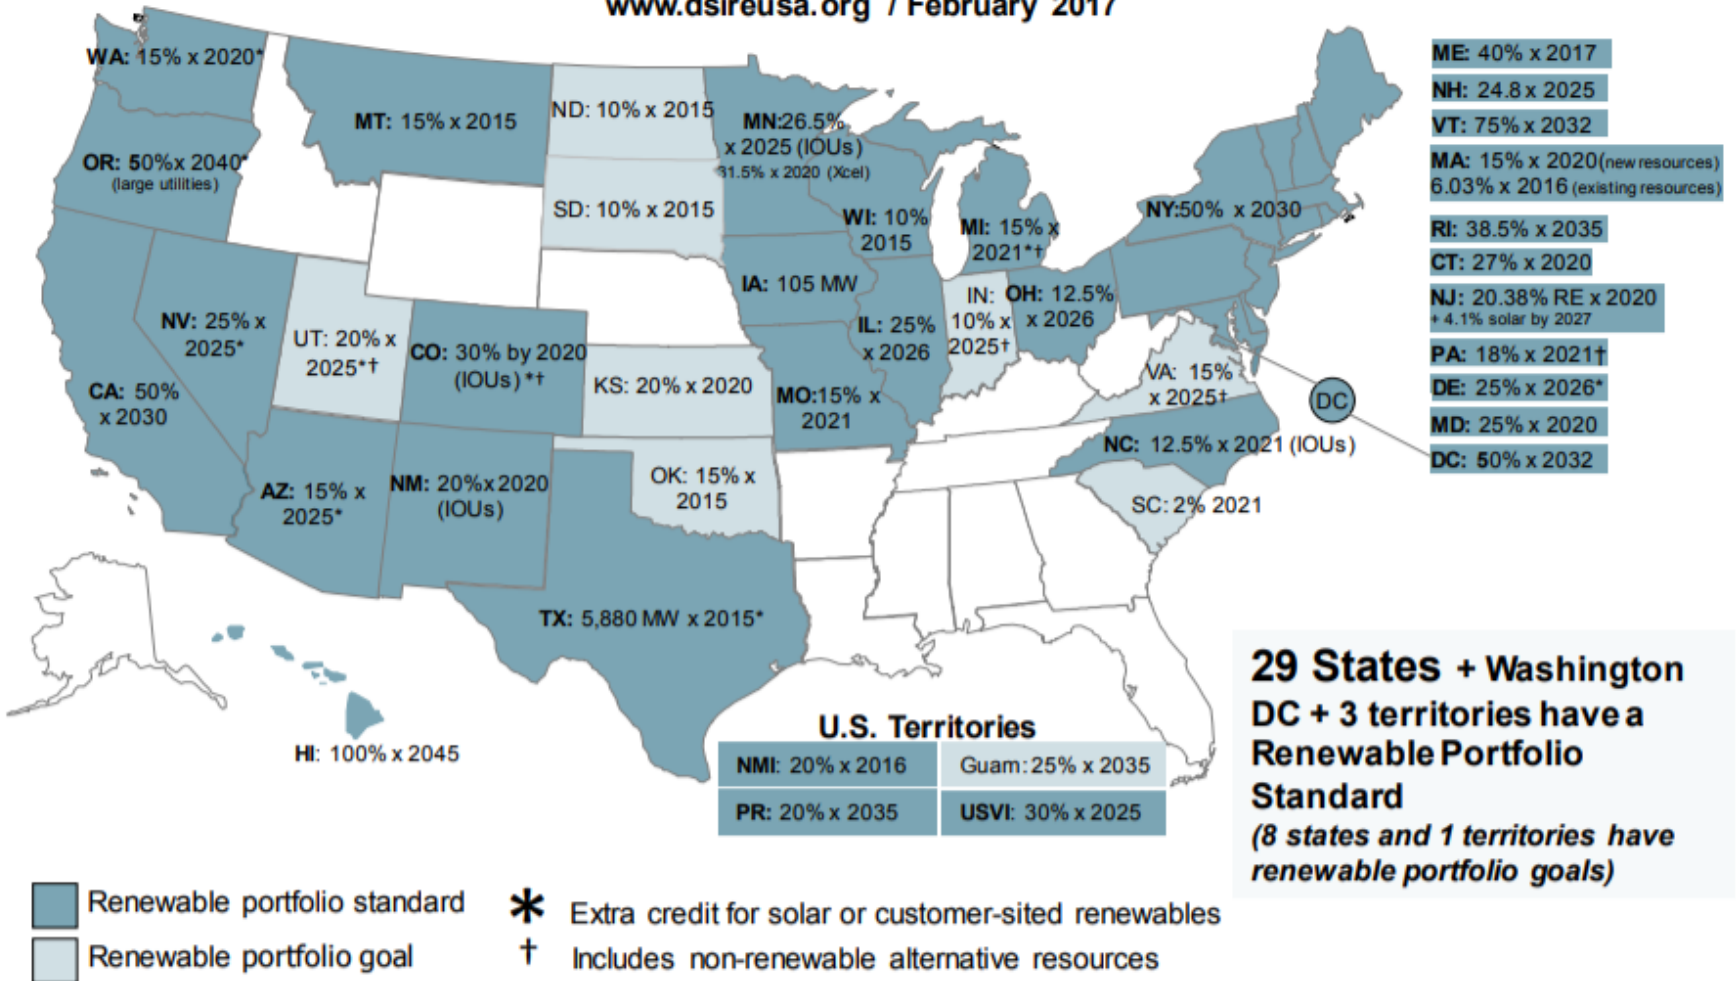 www.dsireusa.org / February 2017
WA: 15% x 2020*
OR: 50%x 2040*
(large utilities)
CA: 50%
x 2030
NV: 25% x
2025*
UT: 20% x
2025*†
AZ: 15% x
2025*
MT: 15% x 2015
CO: 30% by 2020
(IOUs) *†
NM: 20%x 2020
(IOUs)
ND: 10% x 2015
SD: 10% x 2015
KS: 20% x 2020
OK: 15% x
2015
TX: 5,880 MW x 2015*
MN:26.5%
x 2025 (IOUs)
31.5% x 2020 (Xcel)
IA: 105 MW
MO:15% x
2021
WI: 10%
2015
IL: 25%
x 2026
MI: 15% x
2021*†
IN:
10% x
2025†
OH: 12.5%
x 2026
NY:50% x 2030
VA: 15%
x 2025†
NC: 12.5% x 2021 (IOUs)
SC: 2% 2021
DC
HI: 100% x 2045
ME: 40% x 2017
NH: 24.8 x 2025
VT: 75% x 2032
MA: 15% x 2020(new resources)
6.03% x 2016 (existing resources)
RI: 38.5% x 2035
CT: 27% x 2020
NJ: 20.38% RE x 2020
+ 4.1% solar by 2027
PA: 18% x 2021†
DE: 25% x 2026*
MD: 25% x 2020
DC: 50% x 2032
U.S. Territories
NMI: 20% x 2016
Guam: 25% x 2035
PR: 20% x 2035
USVI: 30% x 2025
29 States + Washington
DC + 3 territories have a
Renewable Portfolio
Standard
(8 states and 1 territories have
renewable portfolio goals)
Renewable portfolio standard
Renewable portfolio goal
* Extra credit for solar or customer-sited renewables
† Includes non-renewable alternative resources